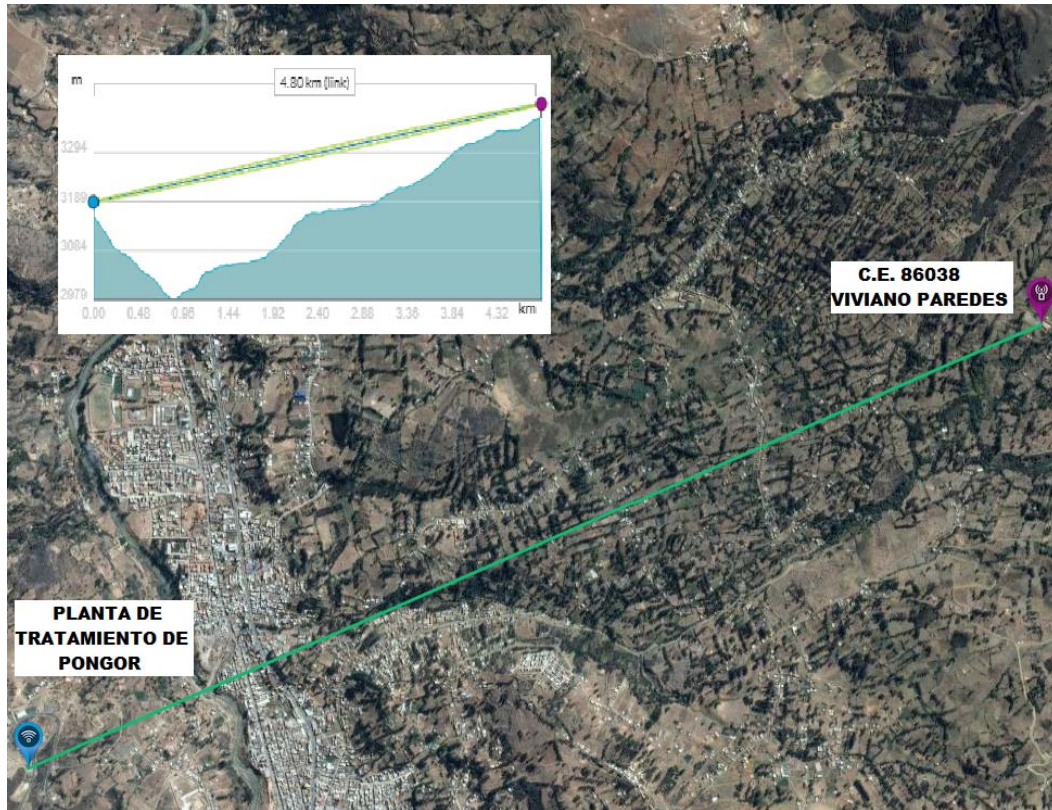 m
4.80 km (liink)
3294
3189
3084
2979
0.00 0.48 0.96 1.44 1.92 2.40 2.88 3.36 3.84 4.32 km
C.E. 86038
VIVIANO PAREDES
PLANTA DE
TRATAMIENTO DE
PONGOR